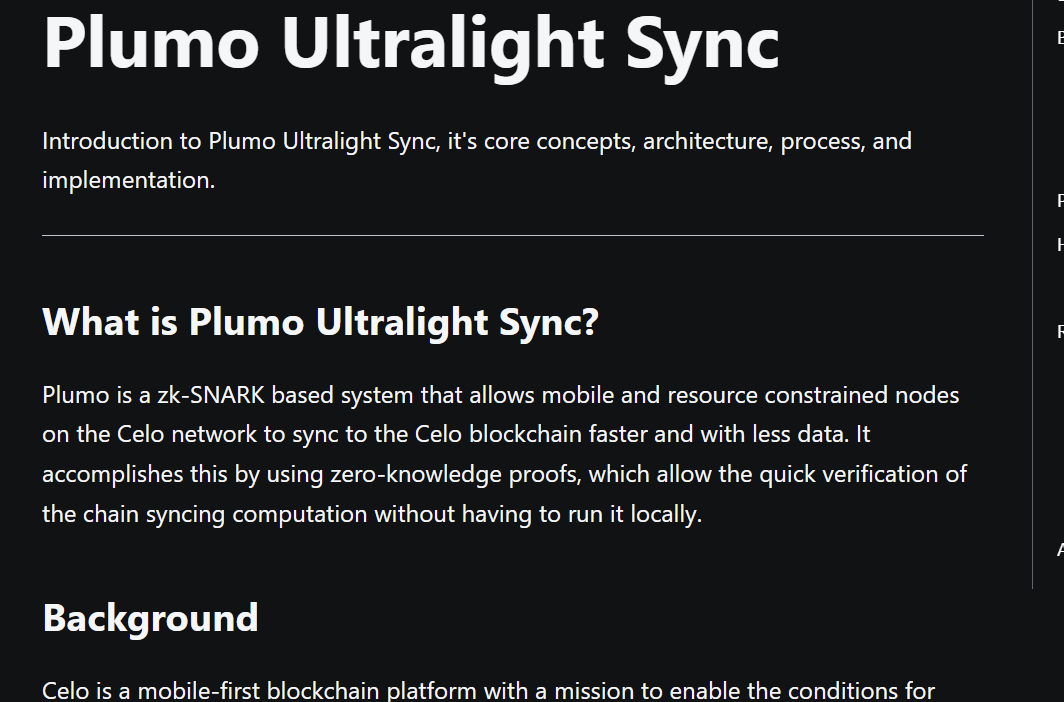 Plumo Ultralight Sync
Introduction to Plumo Ultralight Sync, it's core concepts, architecture, process, and
implementation.
What is Plumo Ultralight Sync?
Plumo is a zk-SNARK based system that allows mobile and resource constrained nodes
on the Celo network to sync to the Celo blockchain faster and with less data. It
accomplishes this by using zero-knowledge proofs, which allow the quick verification of
the chain syncing computation without having to run it locally.
Background
Celo is a mobile-first blockchain platform with a mission to enable the conditions for